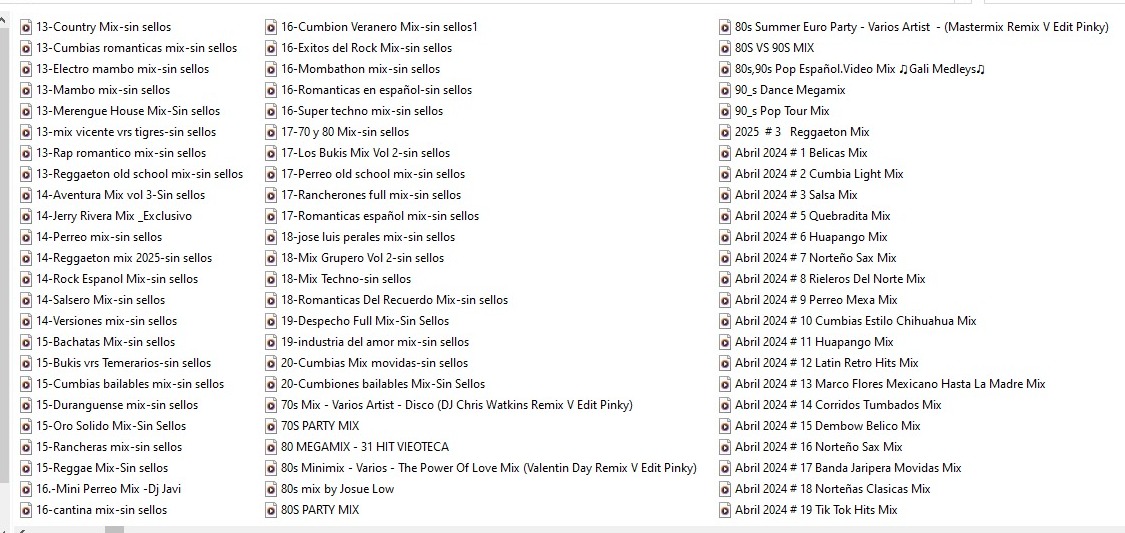 13-Country Mix-sin sellos
13-Cumbias romanticas mix-sin sellos
13-Electro mambo mix-sin sellos
13-Mambo mix-sin sellos
13-Merengue House Mix-Sin sellos
13-mix vicente vrs tigres-sin sellos
13-Rap romantico mix-sin sellos
13-Reggaeton old school mix-sin sellos
14-Aventura Mix vol 3-Sin sellos
14-Jerry Rivera Mix _Exclusivo
14-Perreo mix-sin sellos
14-Reggaeton mix 2025-sin sellos
14-Rock Espanol Mix-sin sellos
14-Salsero Mix-sin sellos
14-Versiones mix-sin sellos
15-Bachatas Mix-sin sellos
15-Bukis vrs Temerarios-sin sellos
15-Cumbias bailables mix-sin sellos
15-Duranguense mix-sin sellos
15-Oro Solido Mix-Sin Sellos
15-Rancheras mix-sin sellos
15-Reggae Mix-Sin sellos
16.-Mini Perreo Mix -Dj Javi
16-cantina mix-sin sellos
16-Cumbion Veranero Mix-sin sellos1
16-Exitos del Rock Mix-sin sellos
16-Mombathon mix-sin sellos
16-Romanticas en español-sin sellos
16-Super techno mix-sin sellos
17-70 y 80 Mix-sin sellos
17-Los Bukis Mix Vol 2-sin sellos
17-Perreo old school mix-sin sellos
17-Rancherones full mix-sin sellos
17-Romanticas español mix-sin sellos
18-jose luis perales mix-sin sellos
18-Mix Grupero Vol 2-sin sellos
18-Mix Techno-sin sellos
18-Romanticas Del Recuerdo Mix-sin sellos
19-Despecho Full Mix-Sin Sellos
19-industria del amor mix-sin sellos
20-Cumbias Mix movidas-sin sellos
20-Cumbiones bailables Mix-Sin Sellos
70s Mix - Varios Artist - Disco (DJ Chris Watkins Remix V Edit Pinky)
70S PARTY MIX
80 MEGAMIX - 31 HIT VIEOTECA
80s Minimix - Varios - The Power Of Love Mix (Valentin Day Remix V Edit Pinky)
80s mix by Josue Low
80S PARTY MIX
80s Summer Euro Party - Varios Artist  - (Mastermix Remix V Edit Pinky)
80S VS 90S MIX
80s,90s Pop Español.Video Mix ♫Gali Medleys♫
90_s Dance Megamix
90_s Pop Tour Mix
2025  # 3   Reggaeton Mix
Abril 2024 # 1 Belicas Mix
Abril 2024 # 2 Cumbia Light Mix
Abril 2024 # 3 Salsa Mix
Abril 2024 # 5 Quebradita Mix
Abril 2024 # 6 Huapango Mix
Abril 2024 # 7 Norteño Sax Mix
Abril 2024 # 8 Rieleros Del Norte Mix
Abril 2024 # 9 Perreo Mexa Mix
Abril 2024 # 10 Cumbias Estilo Chihuahua Mix
Abril 2024 # 11 Huapango Mix
Abril 2024 # 12 Latin Retro Hits Mix
Abril 2024 # 13 Marco Flores Mexicano Hasta La Madre Mix
Abril 2024 # 14 Corridos Tumbados Mix
Abril 2024 # 15 Dembow Belico Mix
Abril 2024 # 16 Norteño Sax Mix
Abril 2024 # 17 Banda Jaripera Movidas Mix
Abril 2024 # 18 Norteñas Clasicas Mix
Abril 2024 # 19 Tik Tok Hits Mix